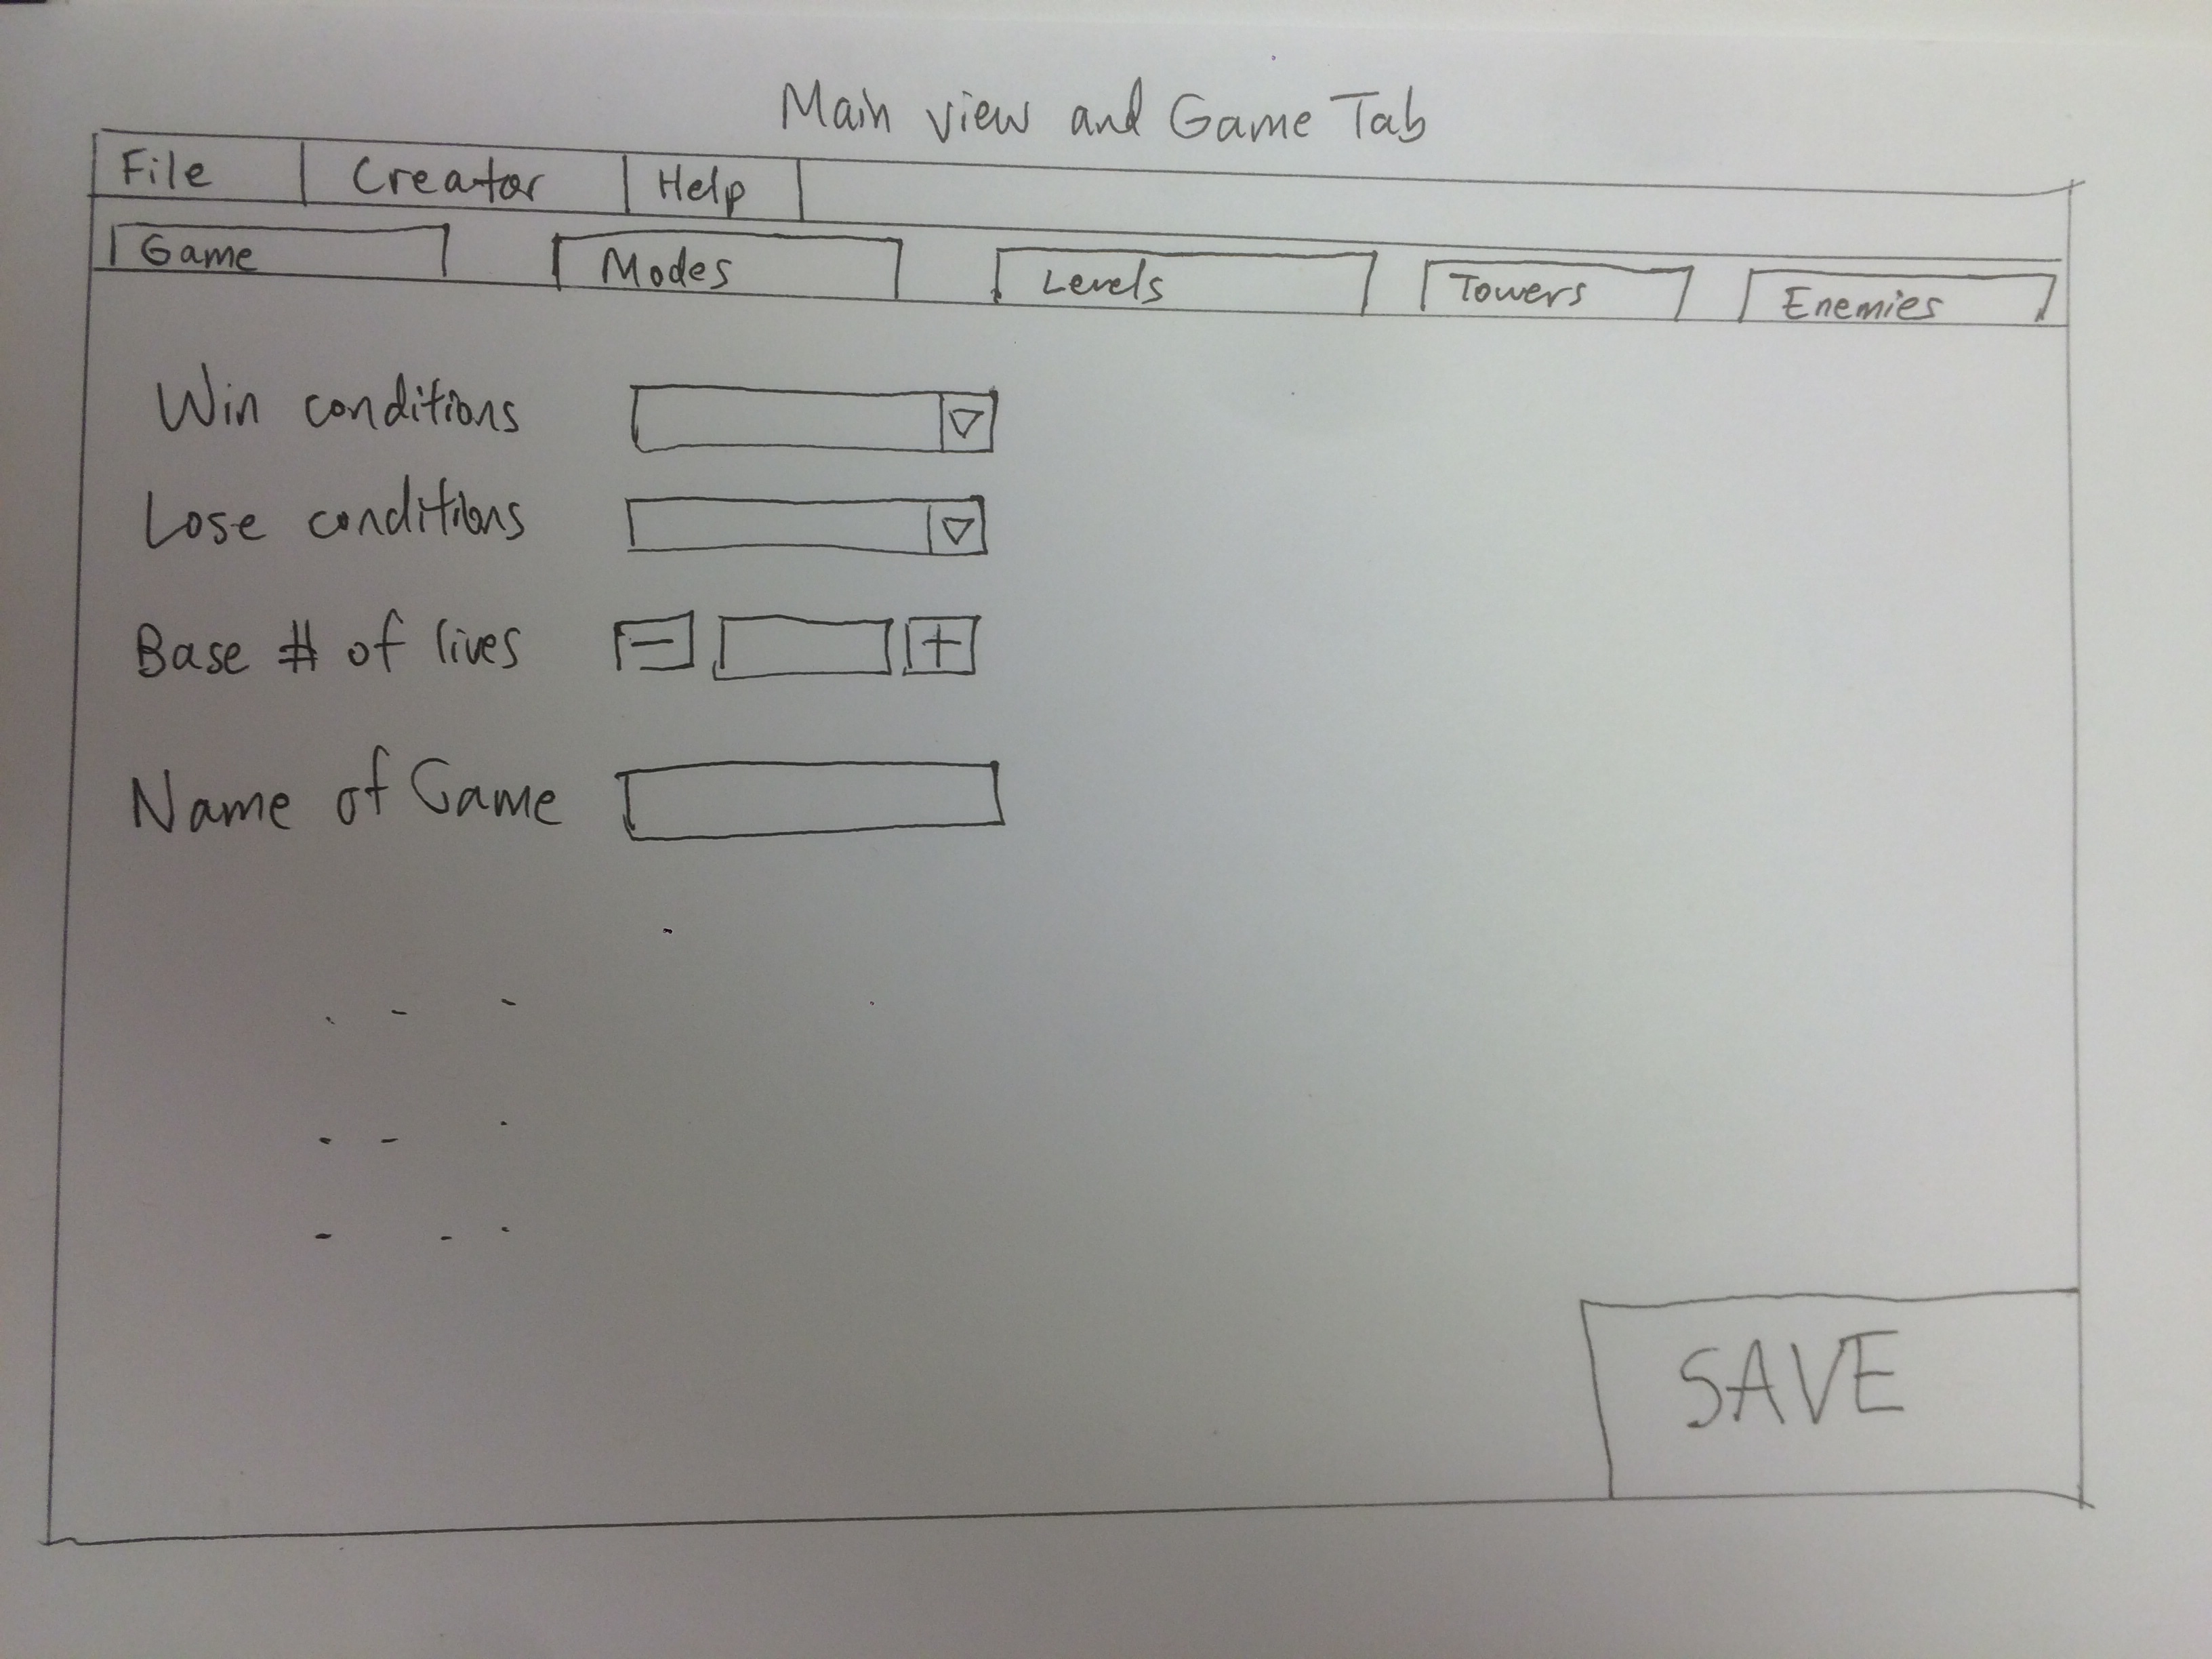 Main view and Game Tab
File Creator Help
Game Modes Levels Towers Enemies
Win conditions
Lose conditions
Base # of lives - +
Name of Game
SAVE